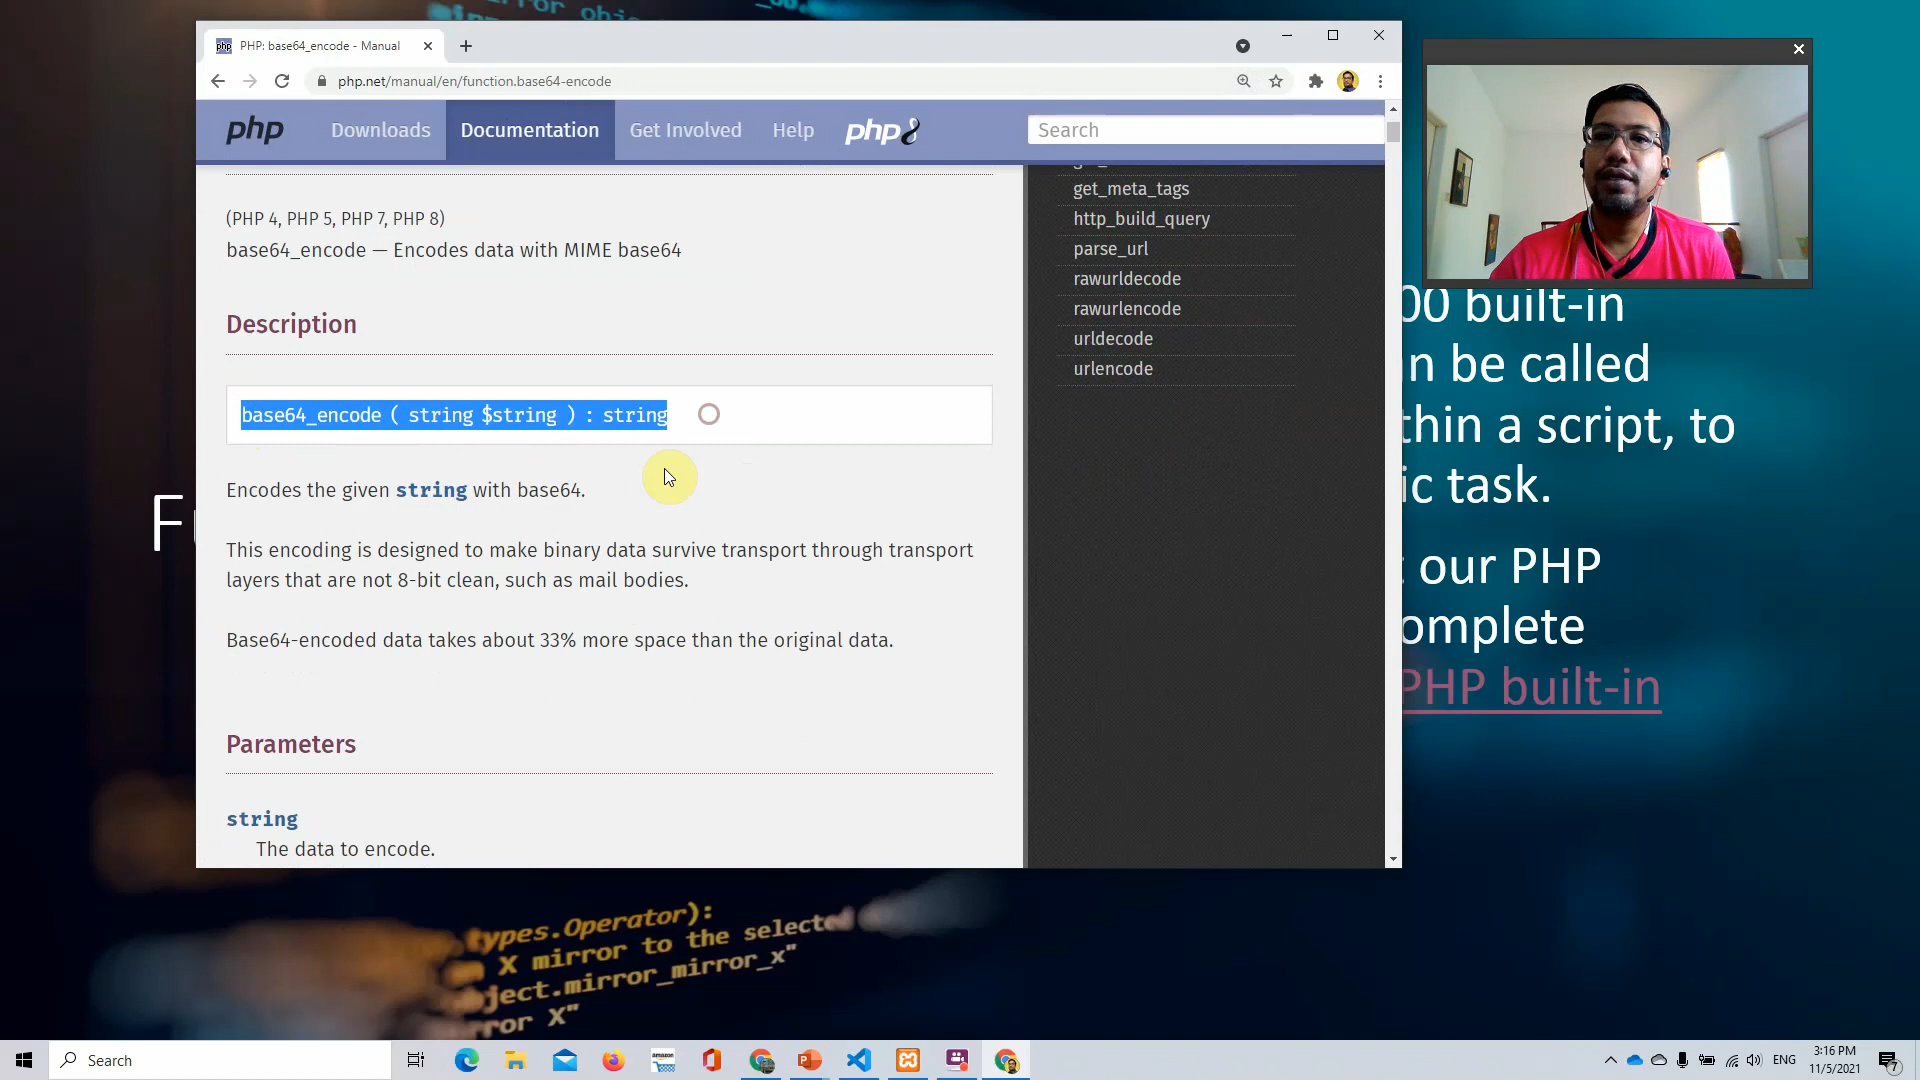 rror obje
PHP: base64_encode - Manual
php.net/manual/en/function.base64-encode
php
Downloads
Documentation
Get Involved
Help
php8
Search
get_meta_tags
http_build_query
parse_url
rawurldecode
rawurlencode
urldecode
urlencode
(PHP 4, PHP 5, PHP 7, PHP 8)
base64_encode — Encodes data with MIME base64
Description
base64_encode ( string $string ) : string
Encodes the given string with base64.
This encoding is designed to make binary data survive transport through transport
layers that are not 8-bit clean, such as mail bodies.
Base64-encoded data takes about 33% more space than the original data.
Parameters
string
The data to encode.
F
00 built-in
n be called
thin a script, to
ic task.
our PHP
omplete
PHP built-in
types.Operator):
X mirror to the selected
ject.mirror_mirror_x"
rror X"
Search
amazon
ENG
3:16 PM
11/5/2021
7